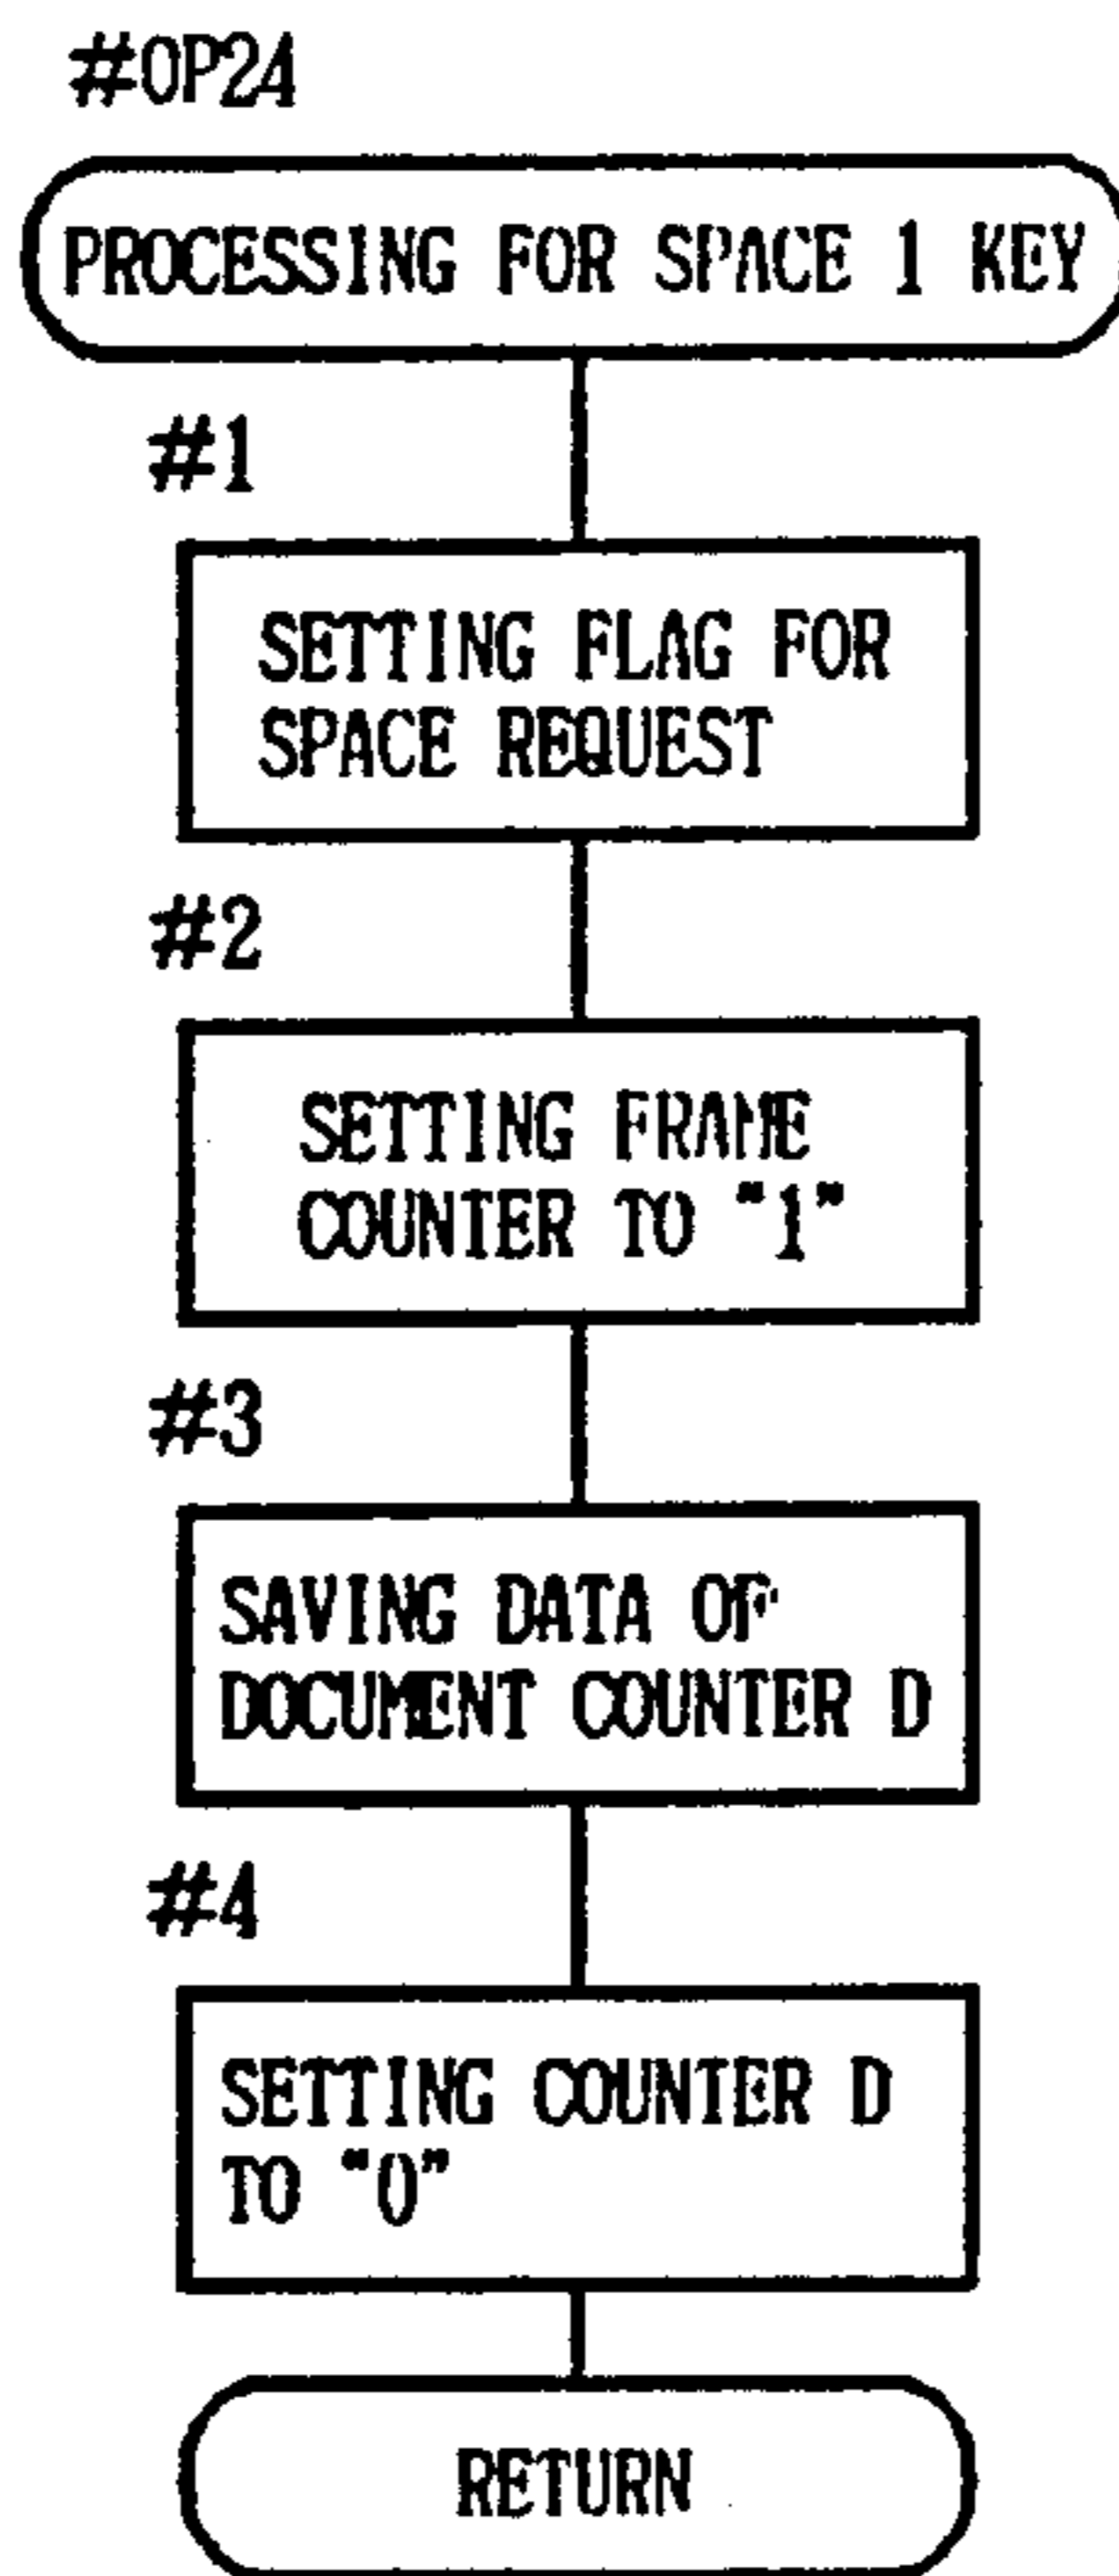 #OP24
PROCESSING FOR SPACE 1 KEY
#1
SETTING FLAG FOR
SPACE REQUEST
#2
SETTING FRAME
COUNTER TO "1"
#3
SAVING DATA OF
DOCUMENT COUNTER D
#4
SETTING COUNTER D
TO "0"
RETURN